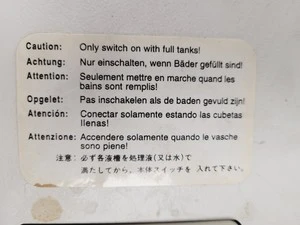 Caution: Only switch on with full tanks!
Achtung: Nur einschalten, wenn Bäder gefüllt sind!
Attention: Seulement mettre en marche quand les
bains sont remplis!
Opgelet: Pas inschakelen als de baden gevuld zijn!
Atención: Conectar solamente estando las cubetas
llenas!
Attenzione: Accendere solamente quando le vasche
sono piene!
注意: 必ず各液槽を処理液(又は水)で
満たしてから、本体スイッチを 入れて下さい。